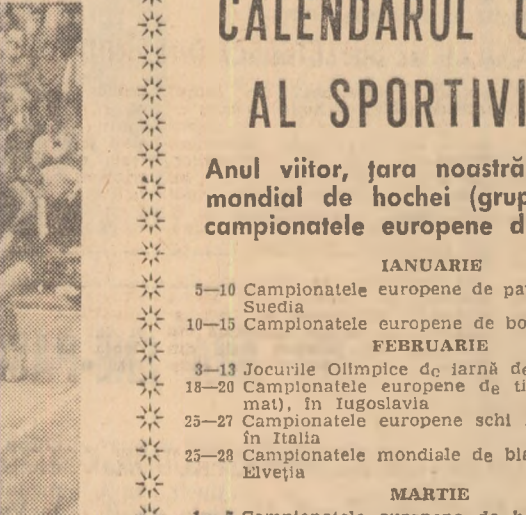 CALENDARUL
AL SPORTIVI
Anul viitor, țara noastră
mondial de hochei (grup
campionatele europene d
IANUARIE
5—10 Campionatele europene de pa
Suedia
10—15 Campionatele europene de bo
FEBRUARIE
3—13 Jocurile Olimpice de iarnă de
18—20 Campionatele europene de ti
mat), în Iugoslavia
25—27 Campionatele europene schi
în Italia
25—28 Campionatele mondiale de bla
Elveția
MARTIE